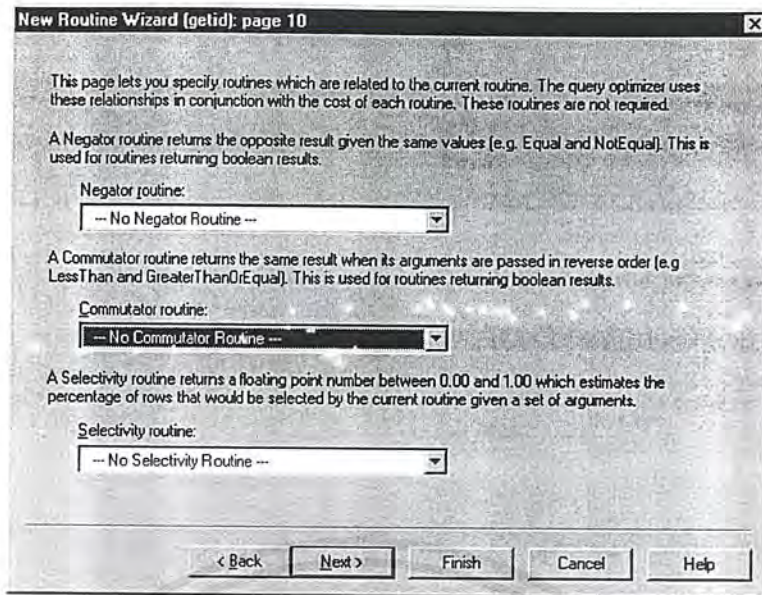 New Routine Wizard (getid): page 10
This page lets you specify routines which are related to the current routine. The query optimizer uses
these relationships in conjunction with the cost of each routine. These routines are not required.
A Negator routine returns the opposite result given the same values (e.g. Equal and NotEqual). This is
used for routines returning boolean results.
Negator routine:
--- No Negator Routine ---
A Commutator routine returns the same result when its arguments are passed in reverse order (e.g
LessThan and GreaterThanOrEqual). This is used for routines returning boolean results.
Commutator routine:
--- No Commutator Routine ---
A Selectivity routine returns a floating point number between 0.00 and 1.00 which estimates the
percentage of rows that would be selected by the current routine given a set of arguments.
Selectivity routine:
--- No Selectivity Routine ---
< Back Next > Finish Cancel Help